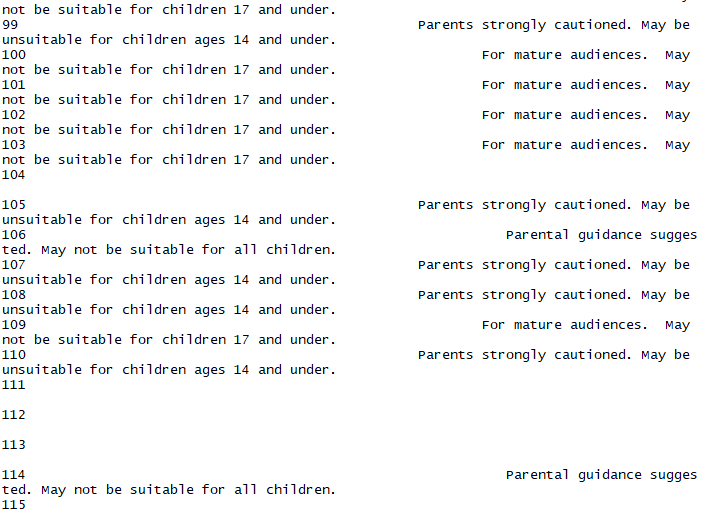 not be suitable for children 17 and under.
99 Parents strongly cautioned. May be
unsuitable for children ages 14 and under.
100 For mature audiences.  May
not be suitable for children 17 and under.
101 For mature audiences.  May
not be suitable for children 17 and under.
102 For mature audiences.  May
not be suitable for children 17 and under.
103 For mature audiences.  May
not be suitable for children 17 and under.
104
105 Parents strongly cautioned. May be
unsuitable for children ages 14 and under.
106 Parental guidance sugges
ted. May not be suitable for all children.
107 Parents strongly cautioned. May be
unsuitable for children ages 14 and under.
108 Parents strongly cautioned. May be
unsuitable for children ages 14 and under.
109 For mature audiences.  May
not be suitable for children 17 and under.
110 Parents strongly cautioned. May be
unsuitable for children ages 14 and under.
111
112
113
114 Parental guidance sugges
ted. May not be suitable for all children.
115